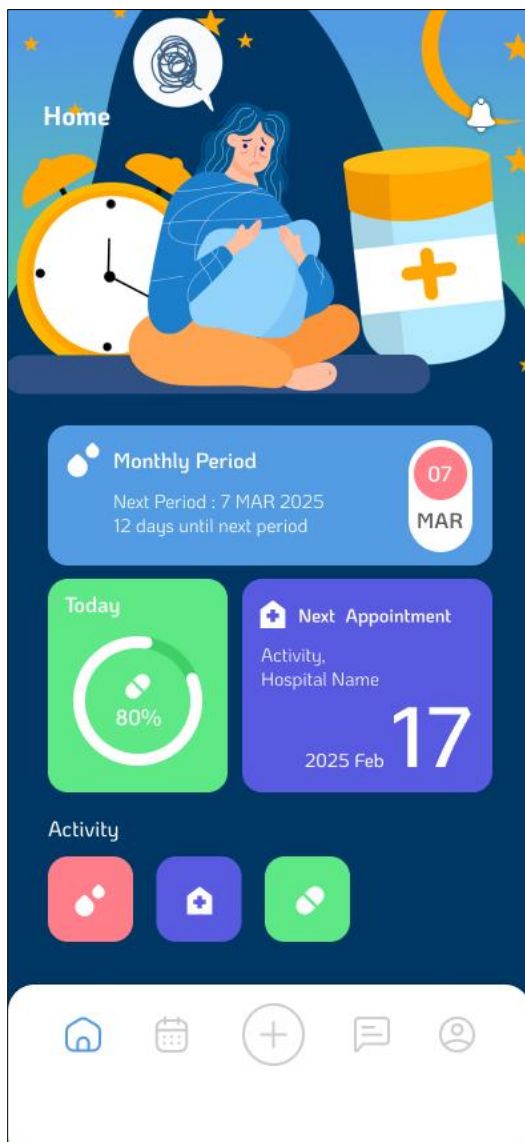 Home
Monthly Period
Next Period : 7 MAR 2025
12 days until next period
07
MAR
Today
80%
Next Appointment
Activity,
Hospital Name
2025 Feb 17
Activity